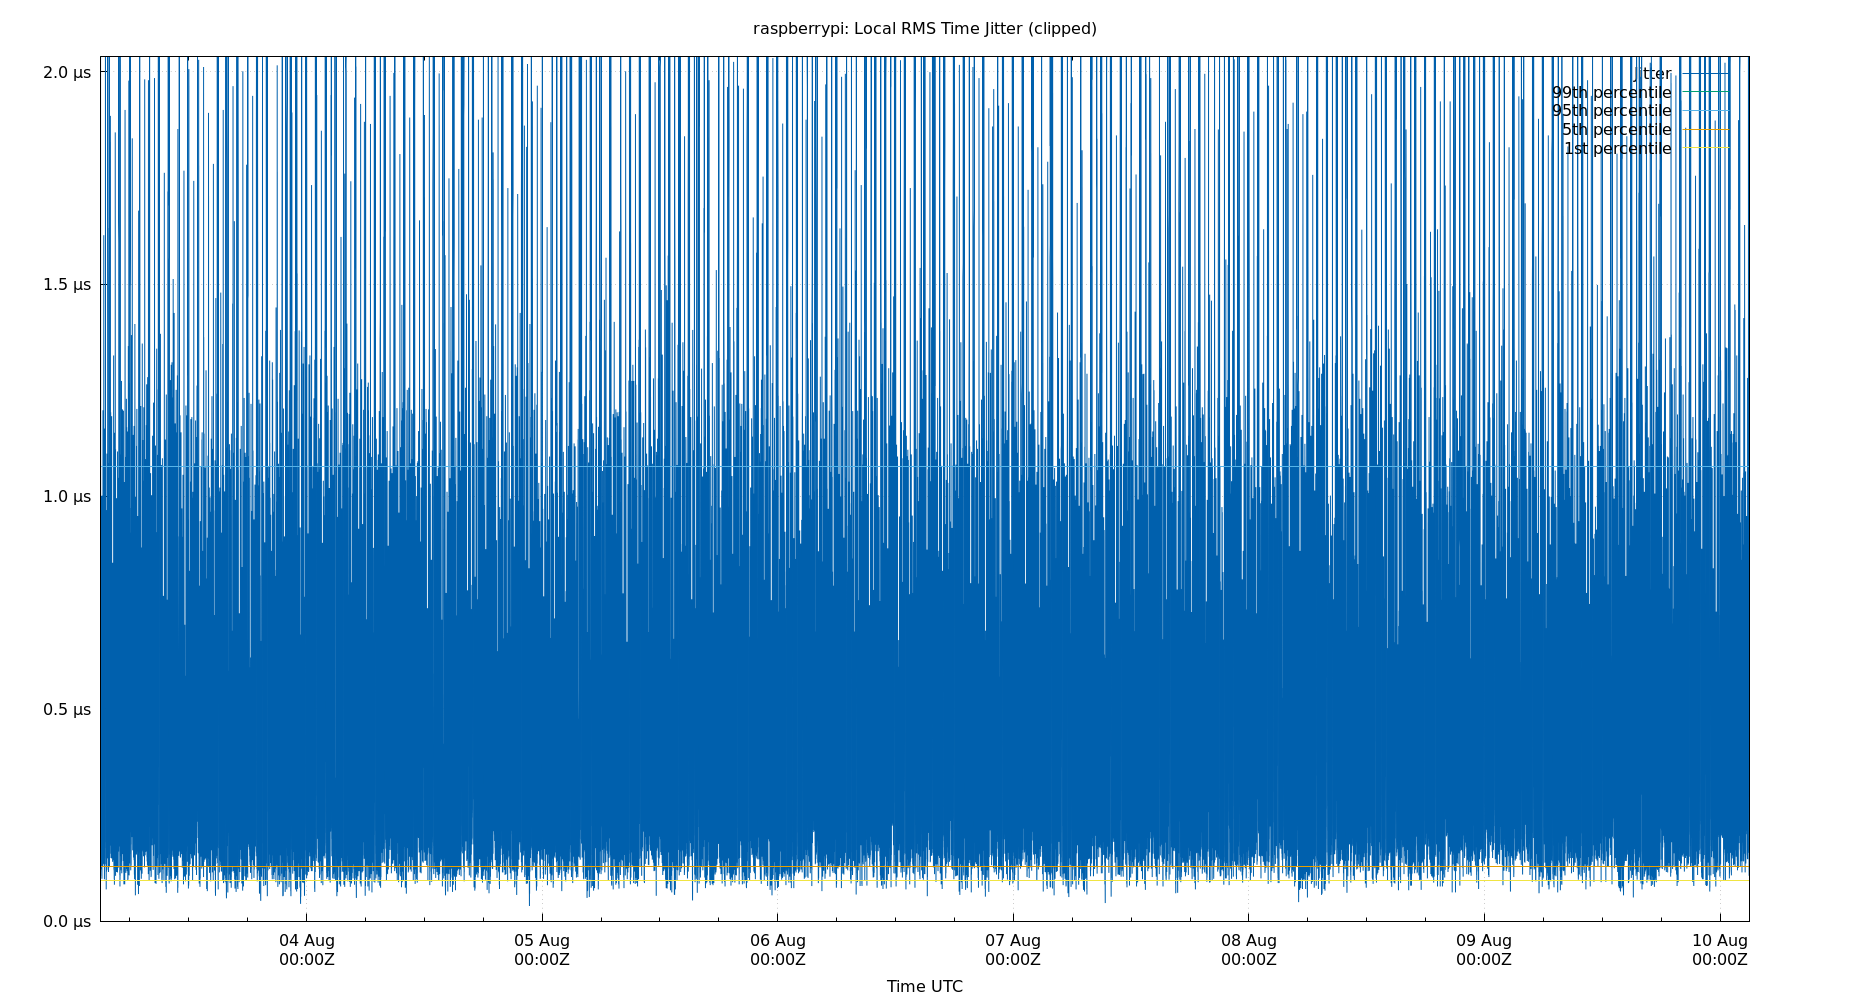 raspberrypi: Local RMS Time Jitter (clipped)
2.0 µs
1.5 µs
1.0 µs
0.5 µs
0.0 µs
jitter
99th percentile
95th percentile
5th percentile
1st percentile
04 Aug
00:00Z
05 Aug
00:00Z
06 Aug
00:00Z
07 Aug
00:00Z
08 Aug
00:00Z
09 Aug
00:00Z
10 Aug
00:00Z
Time UTC